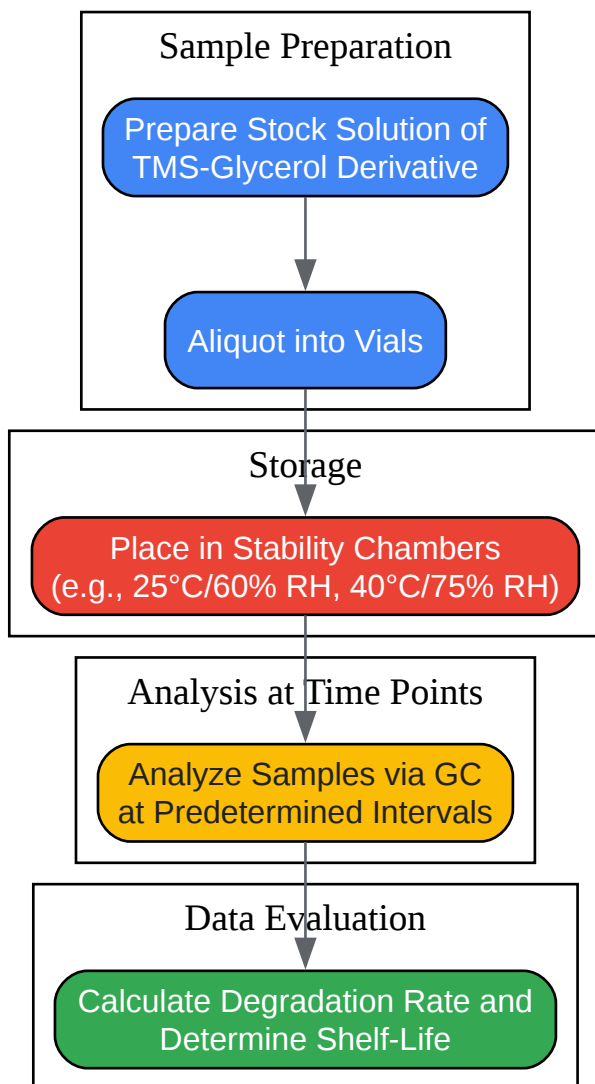 Sample Preparation
Prepare Stock Solution of
TMS-Glycerol Derivative
Aliquot into Vials
Storage
Place in Stability Chambers
(e.g., 25°C/60% RH, 40°C/75% RH)
Analysis at Time Points
Analyze Samples via GC
at Predetermined Intervals
Data Evaluation
Calculate Degradation Rate and
Determine Shelf-Life